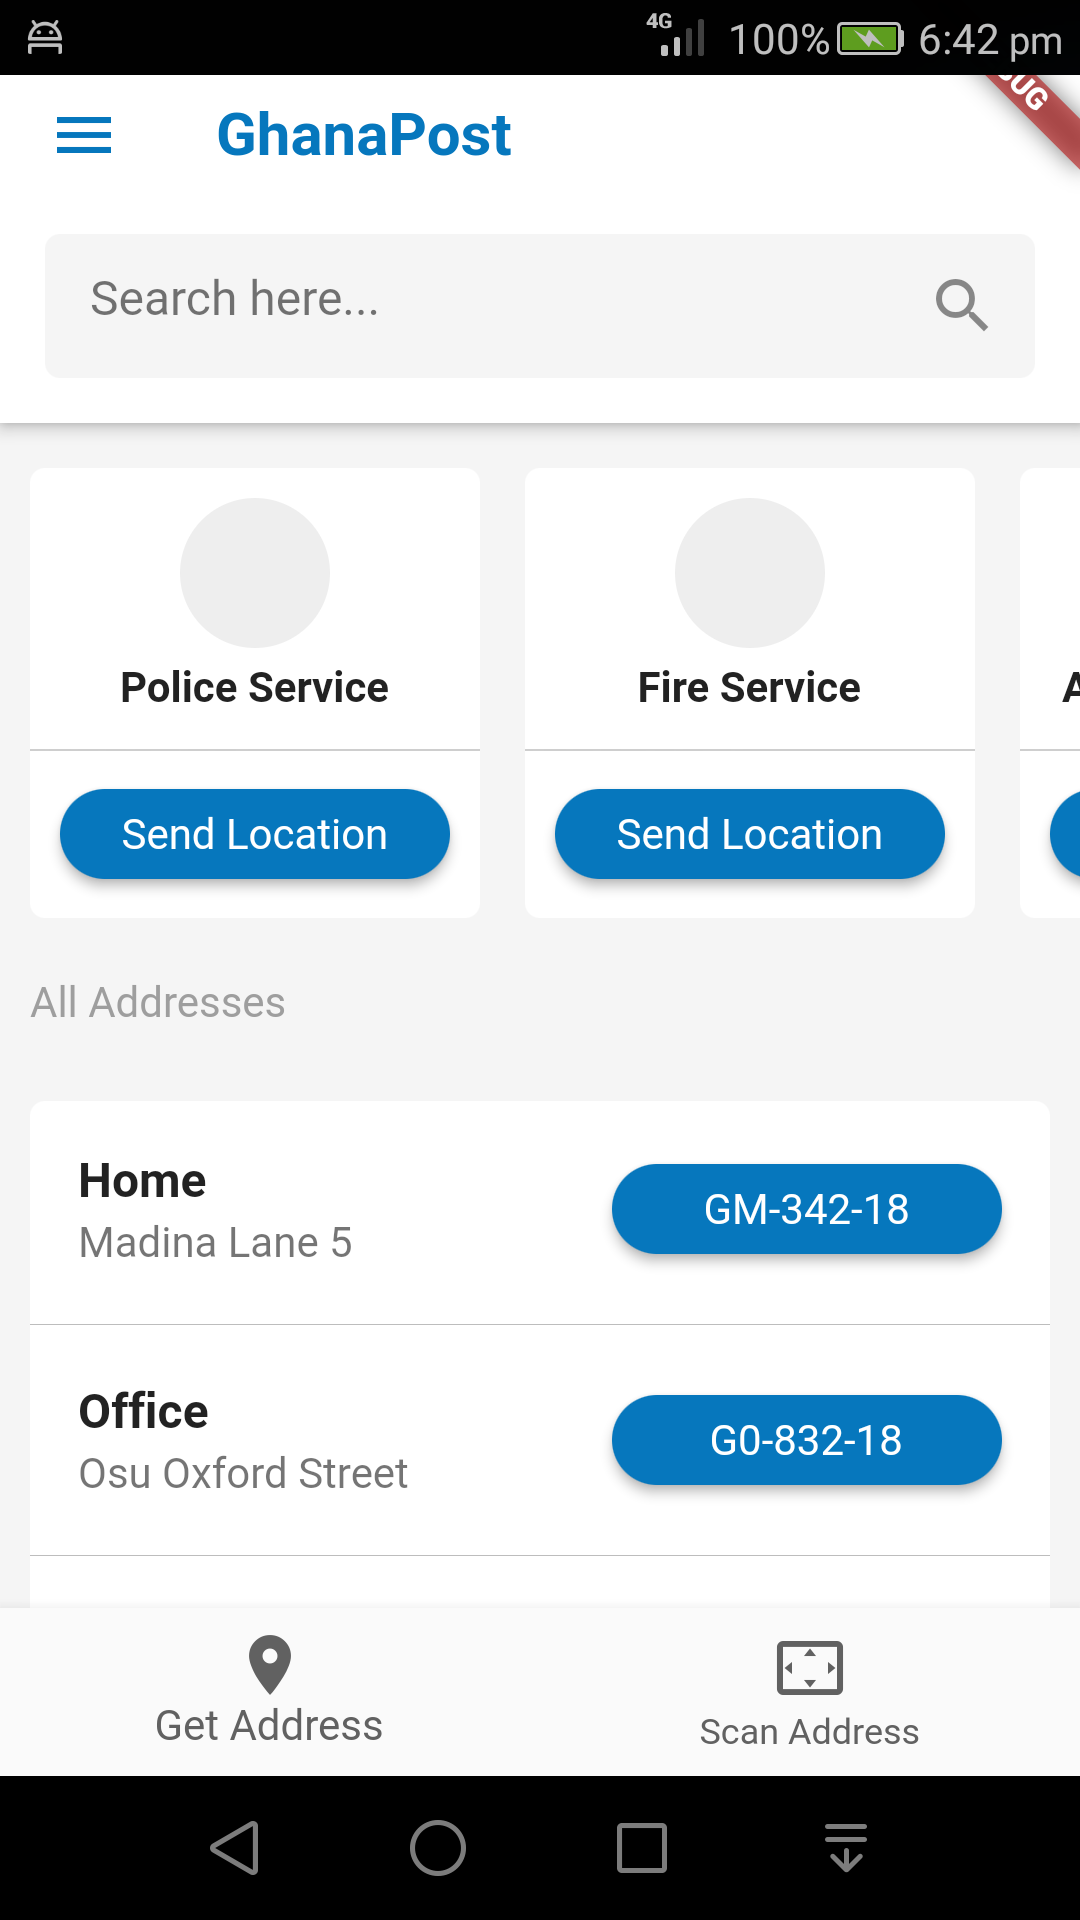 4G 100% 6:42 pm
GhanaPost
Search here...
Police Service
Fire Service
A
Send Location
Send Location
All Addresses
Home
Madina Lane 5
GM-342-18
Office
Osu Oxford Street
G0-832-18
Get Address
Scan Address